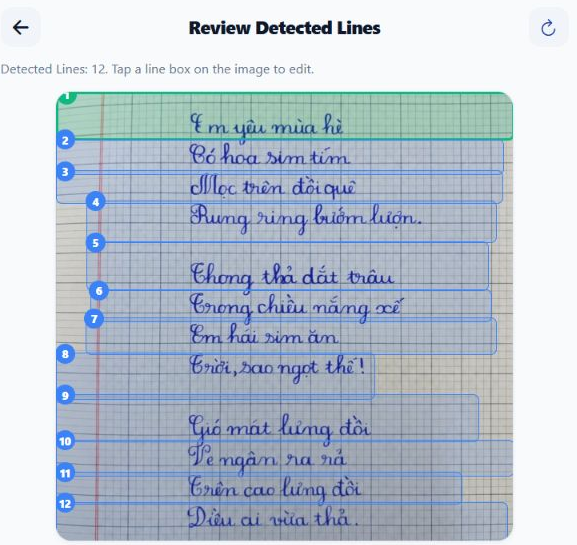 Review Detected Lines
Detected Lines: 12. Tap a line box on the image to edit.
1
Em yêu mùa hè
2
Có hoa sim tím
3
Mọc trên đồi quê
4
Rung rinh bướm lượn.
5
Thong thả dắt trâu
6
Trong chiều nắng xế
7
Em hái sim ăn
8
Trời, sao ngọt thế!
9
Gió mát lưng đồi
10
Ve ngân ra rả
11
Trên cao lưng đồi
12
Diều ai vừa thả.